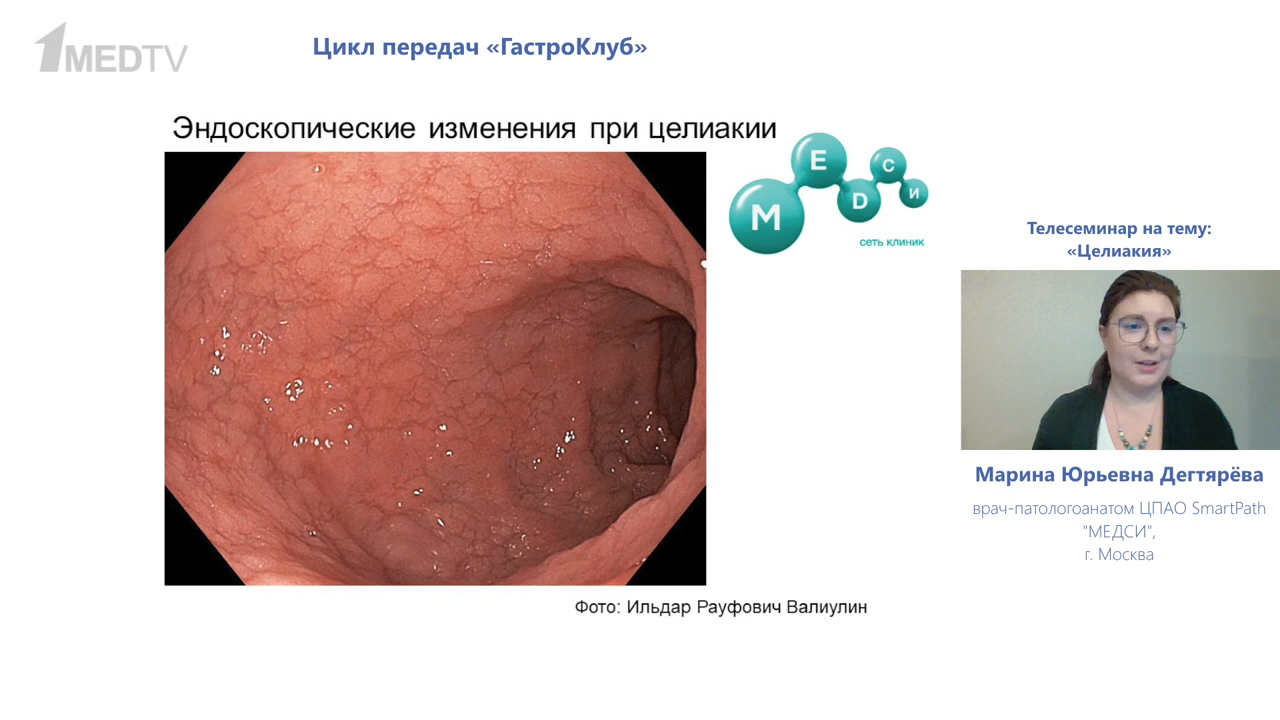 1MEDTV
Цикл передач «ГастроКлуб»
Эндоскопические изменения при целиакии
МЕDСИ
сеть клиник
Фото: Ильдар Рауфович Валиулин
Телесеминар на тему:
«Целиакия»
Марина Юрьевна Дегтярёва
врач-патологоанатом ЦПАО SmartPath
"МЕДСИ",
г. Москва